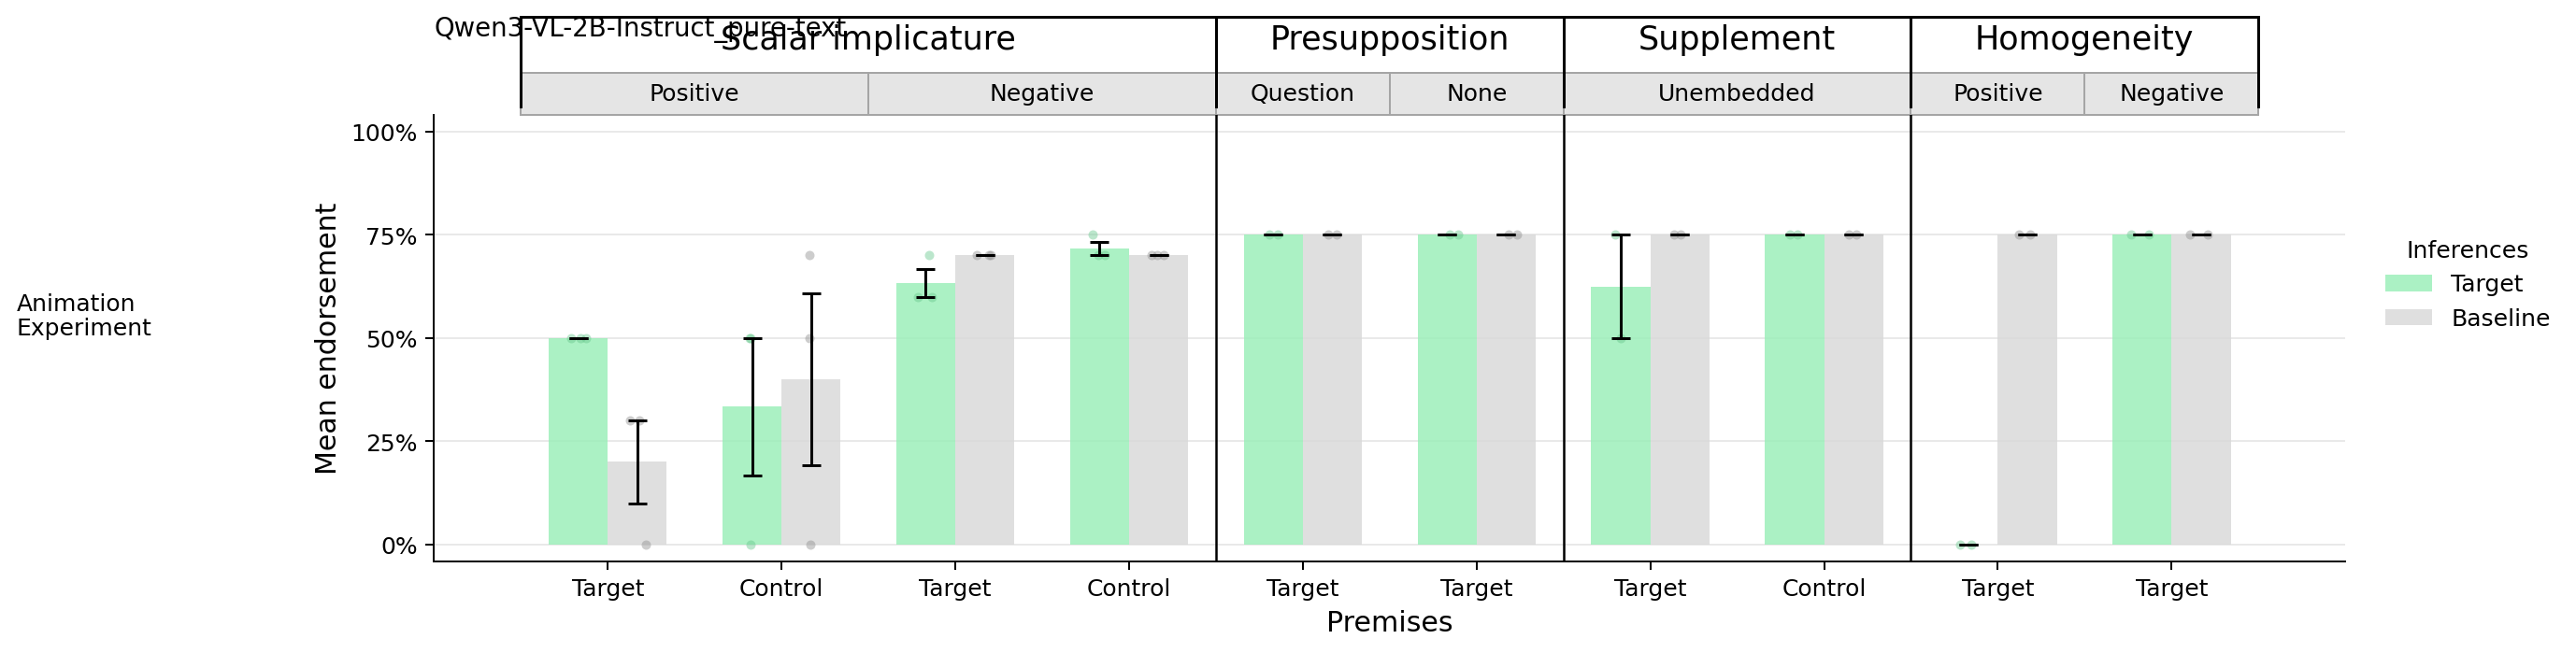 Qwen3-VL-2B-Instruct_pure-text
Scalar implicature
Presupposition
Supplement
Homogeneity
Positive
Negative
Question
None
Unembedded
Positive
Negative
Animation
Experiment
Mean endorsement
100%
75%
50%
25%
0%
Target
Control
Target
Control
Target
Target
Target
Control
Target
Target
Premises
Inferences
Target
Baseline